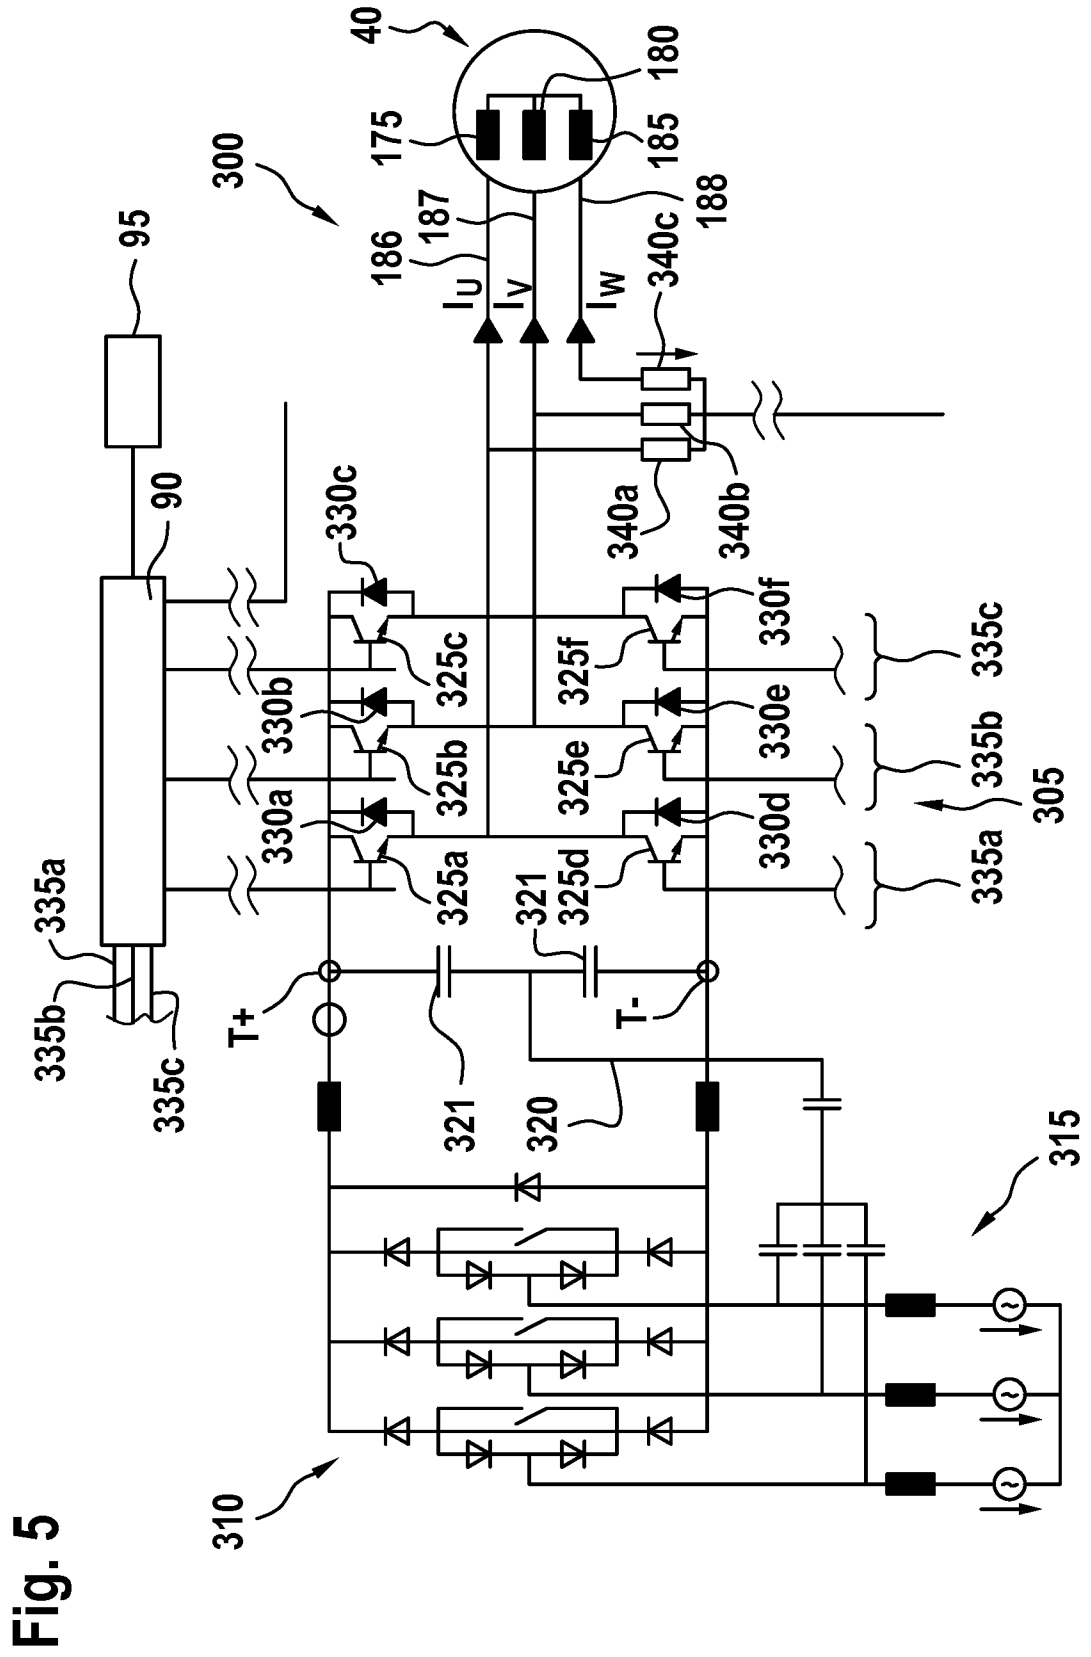 Fig. 5
310
315
335a
335b
335c
T+
321
320
T-
321
90
95
330a
330b
330c
325a
325b
325c
325d
325e
325f
330d
330e
330f
335a
335b
335c
305
340a
340b
340c
300
186
187
188
IU
IV
IW
175
180
185
40
~
~
~